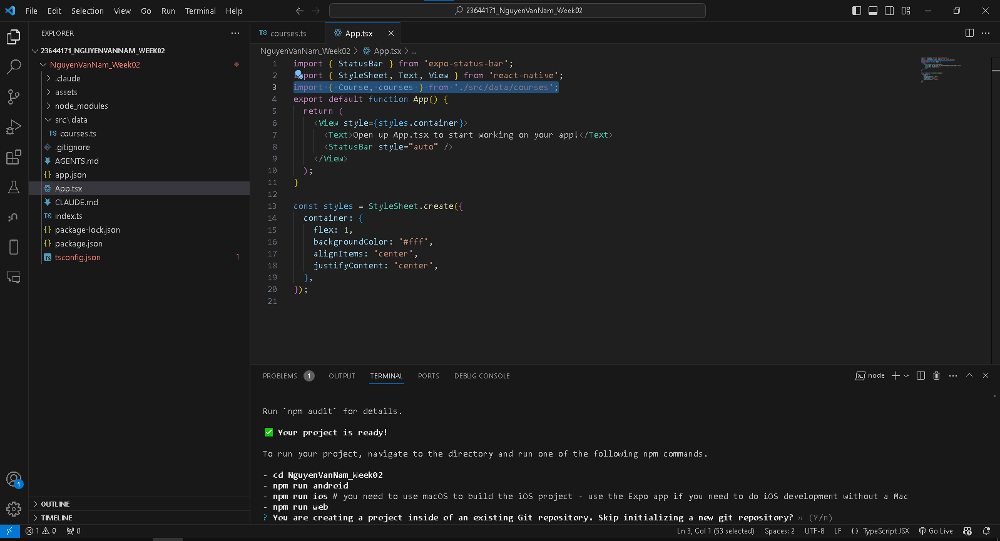 File Edit Selection View Go Run Terminal Help
23644171_NguyenVanNam_Week02
EXPLORER
23644171_NGUYENVANNAM_WEEK02
NguyenVanNam_Week02
.claude
assets
node_modules
src\data
TS courses.ts
.gitignore
AGENTS.md
{} app.json
App.tsx
CLAUDE.md
TS index.ts
{} package-lock.json
{} package.json
TS tsconfig.json 1
OUTLINE
TIMELINE
TS courses.ts
App.tsx
NguyenVanNam_Week02 > App.tsx > ...
1 import { StatusBar } from 'expo-status-bar';
2 import { StyleSheet, Text, View } from 'react-native';
3 import { Course, courses } from './src/data/courses';
4 export default function App() {
5 return (
6 <View style={styles.container}>
7 <Text>Open up App.tsx to start working on your app!</Text>
8 <StatusBar style="auto" />
9 </View>
10 );
11 }
12
13 const styles = StyleSheet.create({
14 container: {
15 flex: 1,
16 backgroundColor: '#fff',
17 alignItems: 'center',
18 justifyContent: 'center',
19 },
20 });
21
PROBLEMS 1 OUTPUT TERMINAL PORTS DEBUG CONSOLE
node
Run `npm audit` for details.
✅ Your project is ready!
To run your project, navigate to the directory and run one of the following npm commands.
- cd NguyenVanNam_Week02
- npm run android
- npm run ios # you need to use macOS to build the iOS project - use the Expo app if you need to do iOS development without a Mac
- npm run web
? You are creating a project inside of an existing Git repository. Skip initializing a new git repository? » (Y/n)
1
1 0 0
Ln 3, Col 1 (53 selected) Spaces: 2 UTF-8 LF {} TypeScript JSX Go Live